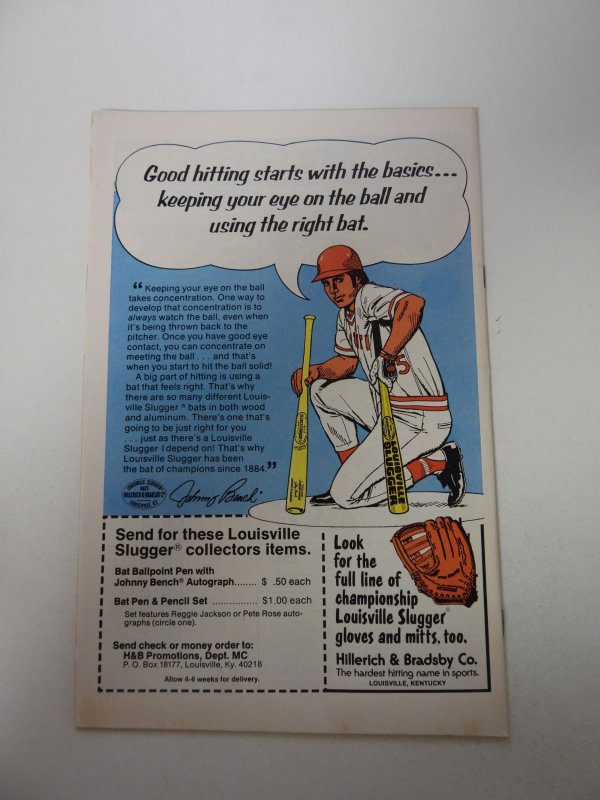 Good hitting starts with the basics...
keeping your eye on the ball and
using the right bat.
“ Keeping your eye on the ball
takes concentration. One way to
develop that concentration is to
always watch the ball, even when
it's being thrown back to the
pitcher. Once you have good eye
contact, you can concentrate on
meeting the ball . . . and that's
when you start to hit the ball solid!
A big part of hitting is using a
bat that feels right. That's why
there are so many different Louis-
ville Slugger® bats in both wood
and aluminum. There's one that's
going to be just right for you
. . . just as there's a Louisville
Slugger I depend on! That's why
Louisville Slugger has been
the bat of champions since 1884.”
LOUISVILLE SLUGGER
BATS
HILLERICH & BRADSBY Co
LOUISVILLE, KY.
Johnny Bench®
5
LOUISVILLE
SLUGGER
Send for these Louisville
Slugger® collectors items.
Bat Ballpoint Pen with
Johnny Bench® Autograph....... $ .50 each
Bat Pen & Pencil Set ................ $1.00 each
Set features Reggie Jackson or Pete Rose auto-
graphs (circle one).
Send check or money order to:
H&B Promotions, Dept. MC
P. O. Box 18177, Louisville, Ky. 40218
Allow 4-6 weeks for delivery.
Look
for the
full line of
championship
Louisville Slugger®
gloves and mitts, too.
Hillerich & Bradsby Co.
The hardest hitting name in sports.
LOUISVILLE, KENTUCKY